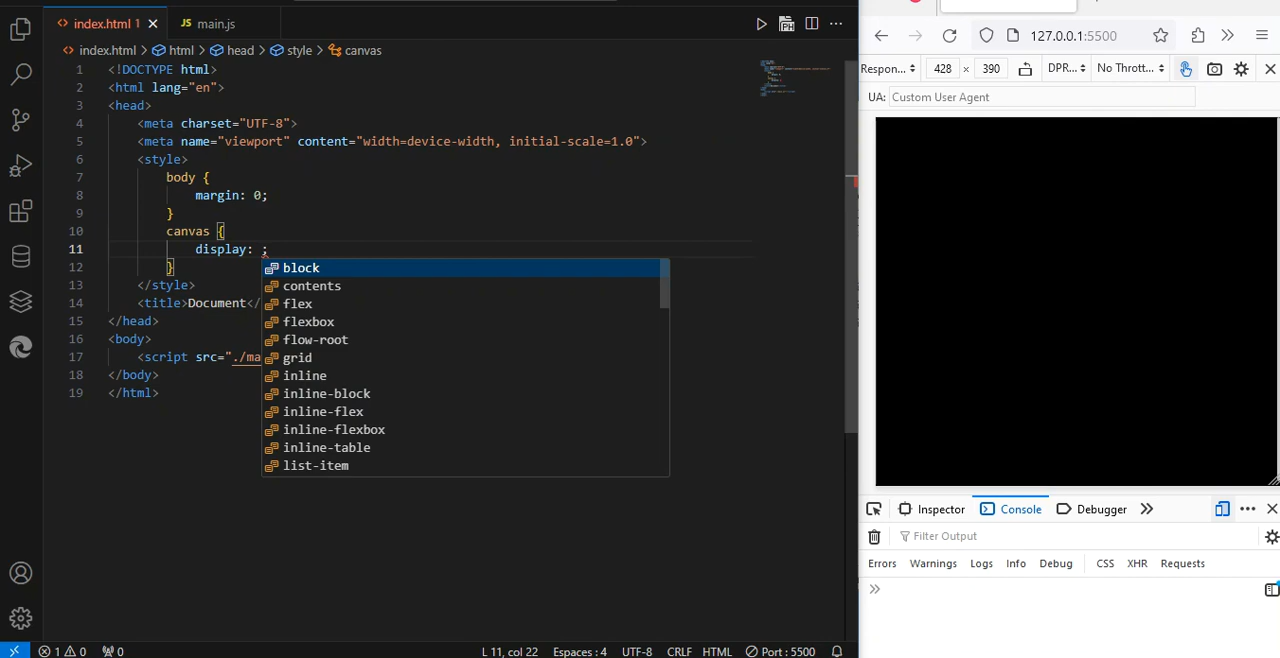 index.html 1
JS main.js
index.html > html > head > style > canvas
1 <!DOCTYPE html>
2 <html lang="en">
3 <head>
4 <meta charset="UTF-8">
5 <meta name="viewport" content="width=device-width, initial-scale=1.0">
6 <style>
7 body {
8 margin: 0;
9 }
10 canvas {
11 display: ;
12 }
13 </style>
14 <title>Document</
15 </head>
16 <body>
17 <script src="./ma
18 </body>
19 </html>
block
contents
flex
flexbox
flow-root
grid
inline
inline-block
inline-flex
inline-flexbox
inline-table
list-item
1 0 0
L 11, col 22 Espaces : 4 UTF-8 CRLF HTML Port : 5500
127.0.0.1:5500
Respon... 428 × 390 DPR... No Thrott...
UA: Custom User Agent
Inspector Console Debugger
Filter Output
Errors Warnings Logs Info Debug CSS XHR Requests